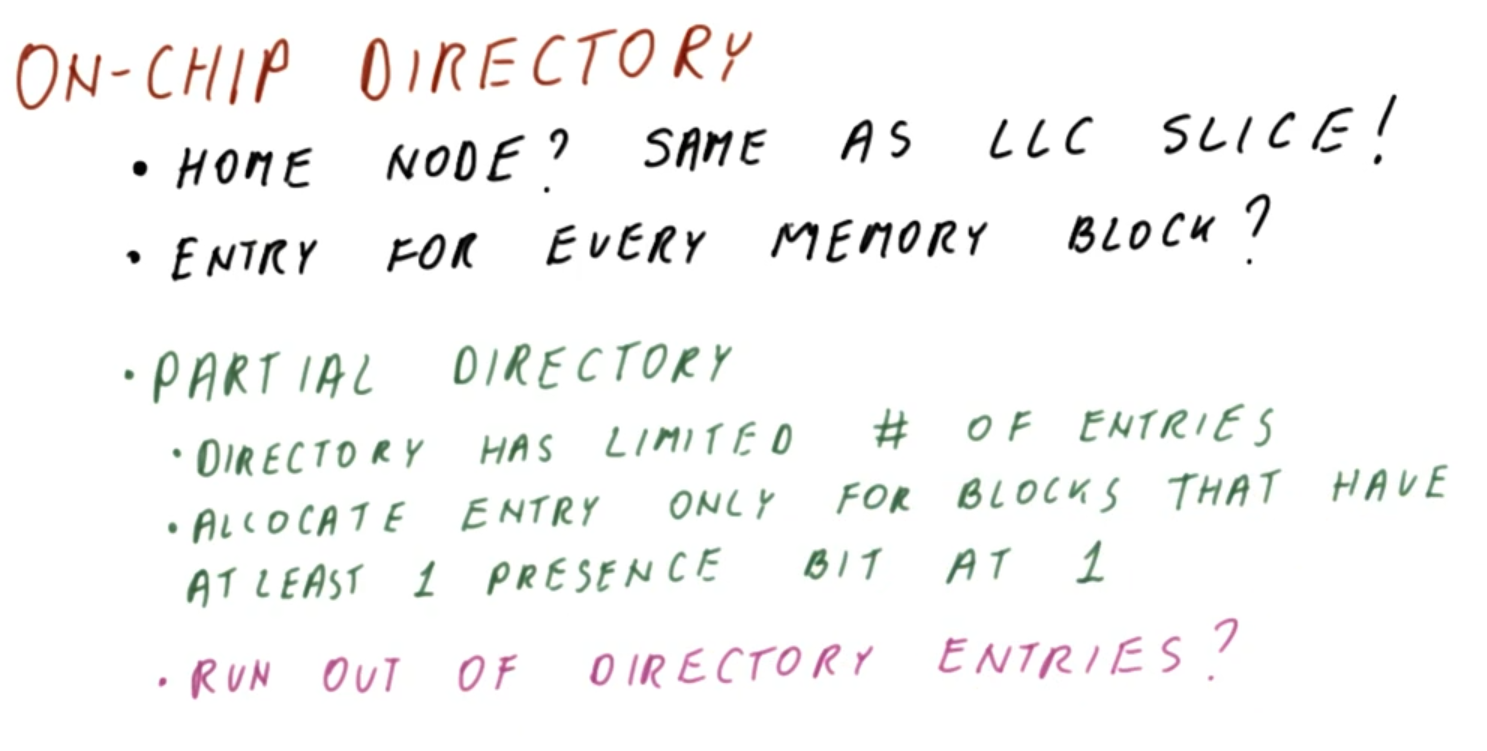 ON-CHIP DIRECTORY
• HOME NODE? SAME AS LLC SLICE!
• ENTRY FOR EVERY MEMORY BLOCK?
• PARTIAL DIRECTORY
• DIRECTORY HAS LIMITED # OF ENTRIES
• ALLOCATE ENTRY ONLY FOR BLOCKS THAT HAVE
AT LEAST 1 PRESENCE BIT AT 1
• RUN OUT OF DIRECTORY ENTRIES?